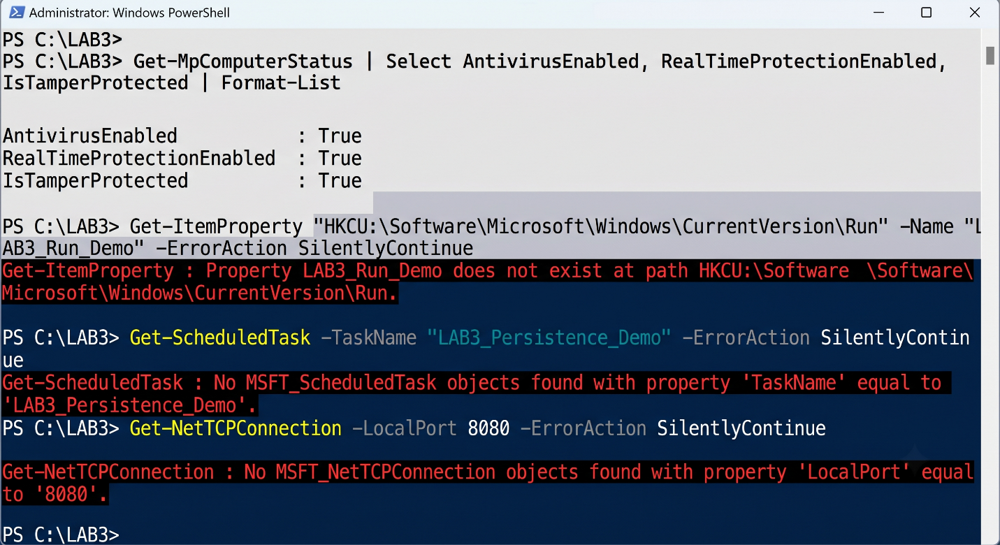 Administrator: Windows PowerShell
PS C:\LAB3>
PS C:\LAB3> Get-MpComputerStatus | Select AntivirusEnabled, RealTimeProtectionEnabled,
IsTamperProtected | Format-List
AntivirusEnabled : True
RealTimeProtectionEnabled : True
IsTamperProtected : True
PS C:\LAB3> Get-ItemProperty "HKCU:\Software\Microsoft\Windows\CurrentVersion\Run" -Name "L
AB3_Run_Demo" -ErrorAction SilentlyContinue
Get-ItemProperty : Property LAB3_Run_Demo does not exist at path HKCU:\Software \Software\
Microsoft\Windows\CurrentVersion\Run.
PS C:\LAB3> Get-ScheduledTask -TaskName "LAB3_Persistence_Demo" -ErrorAction SilentlyContin
ue
Get-ScheduledTask : No MSFT_ScheduledTask objects found with property 'TaskName' equal to
'LAB3_Persistence_Demo'.
PS C:\LAB3> Get-NetTCPConnection -LocalPort 8080 -ErrorAction SilentlyContinue
Get-NetTCPConnection : No MSFT_NetTCPConnection objects found with property 'LocalPort' equal
to '8080'.
PS C:\LAB3>